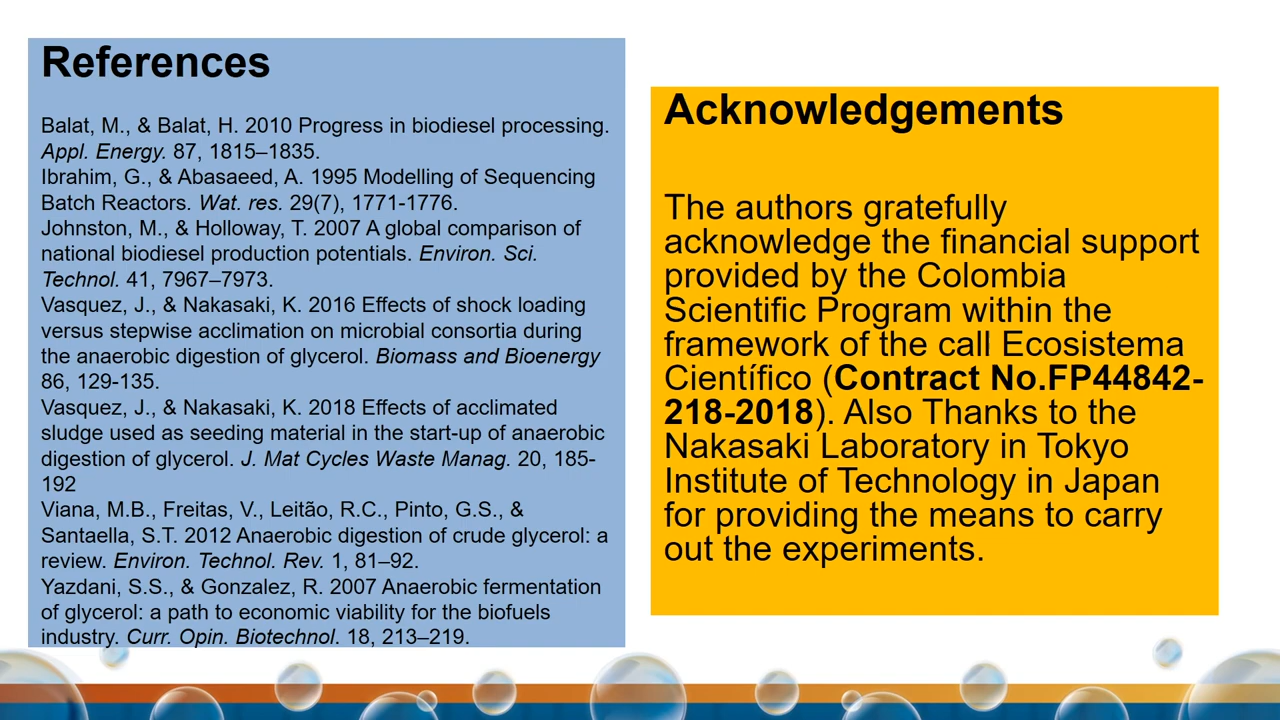 References
Balat, M., & Balat, H. 2010 Progress in biodiesel processing.
Appl. Energy. 87, 1815–1835.
Ibrahim, G., & Abasaeed, A. 1995 Modelling of Sequencing
Batch Reactors. Wat. res. 29(7), 1771-1776.
Johnston, M., & Holloway, T. 2007 A global comparison of
national biodiesel production potentials. Environ. Sci.
Technol. 41, 7967–7973.
Vasquez, J., & Nakasaki, K. 2016 Effects of shock loading
versus stepwise acclimation on microbial consortia during
the anaerobic digestion of glycerol. Biomass and Bioenergy
86, 129-135.
Vasquez, J., & Nakasaki, K. 2018 Effects of acclimated
sludge used as seeding material in the start-up of anaerobic
digestion of glycerol. J. Mat Cycles Waste Manag. 20, 185-
192
Viana, M.B., Freitas, V., Leitão, R.C., Pinto, G.S., &
Santaella, S.T. 2012 Anaerobic digestion of crude glycerol: a
review. Environ. Technol. Rev. 1, 81–92.
Yazdani, S.S., & Gonzalez, R. 2007 Anaerobic fermentation
of glycerol: a path to economic viability for the biofuels
industry. Curr. Opin. Biotechnol. 18, 213–219.
Acknowledgements
The authors gratefully
acknowledge the financial support
provided by the Colombia
Scientific Program within the
framework of the call Ecosistema
Científico (Contract No.FP44842-
218-2018). Also Thanks to the
Nakasaki Laboratory in Tokyo
Institute of Technology in Japan
for providing the means to carry
out the experiments.